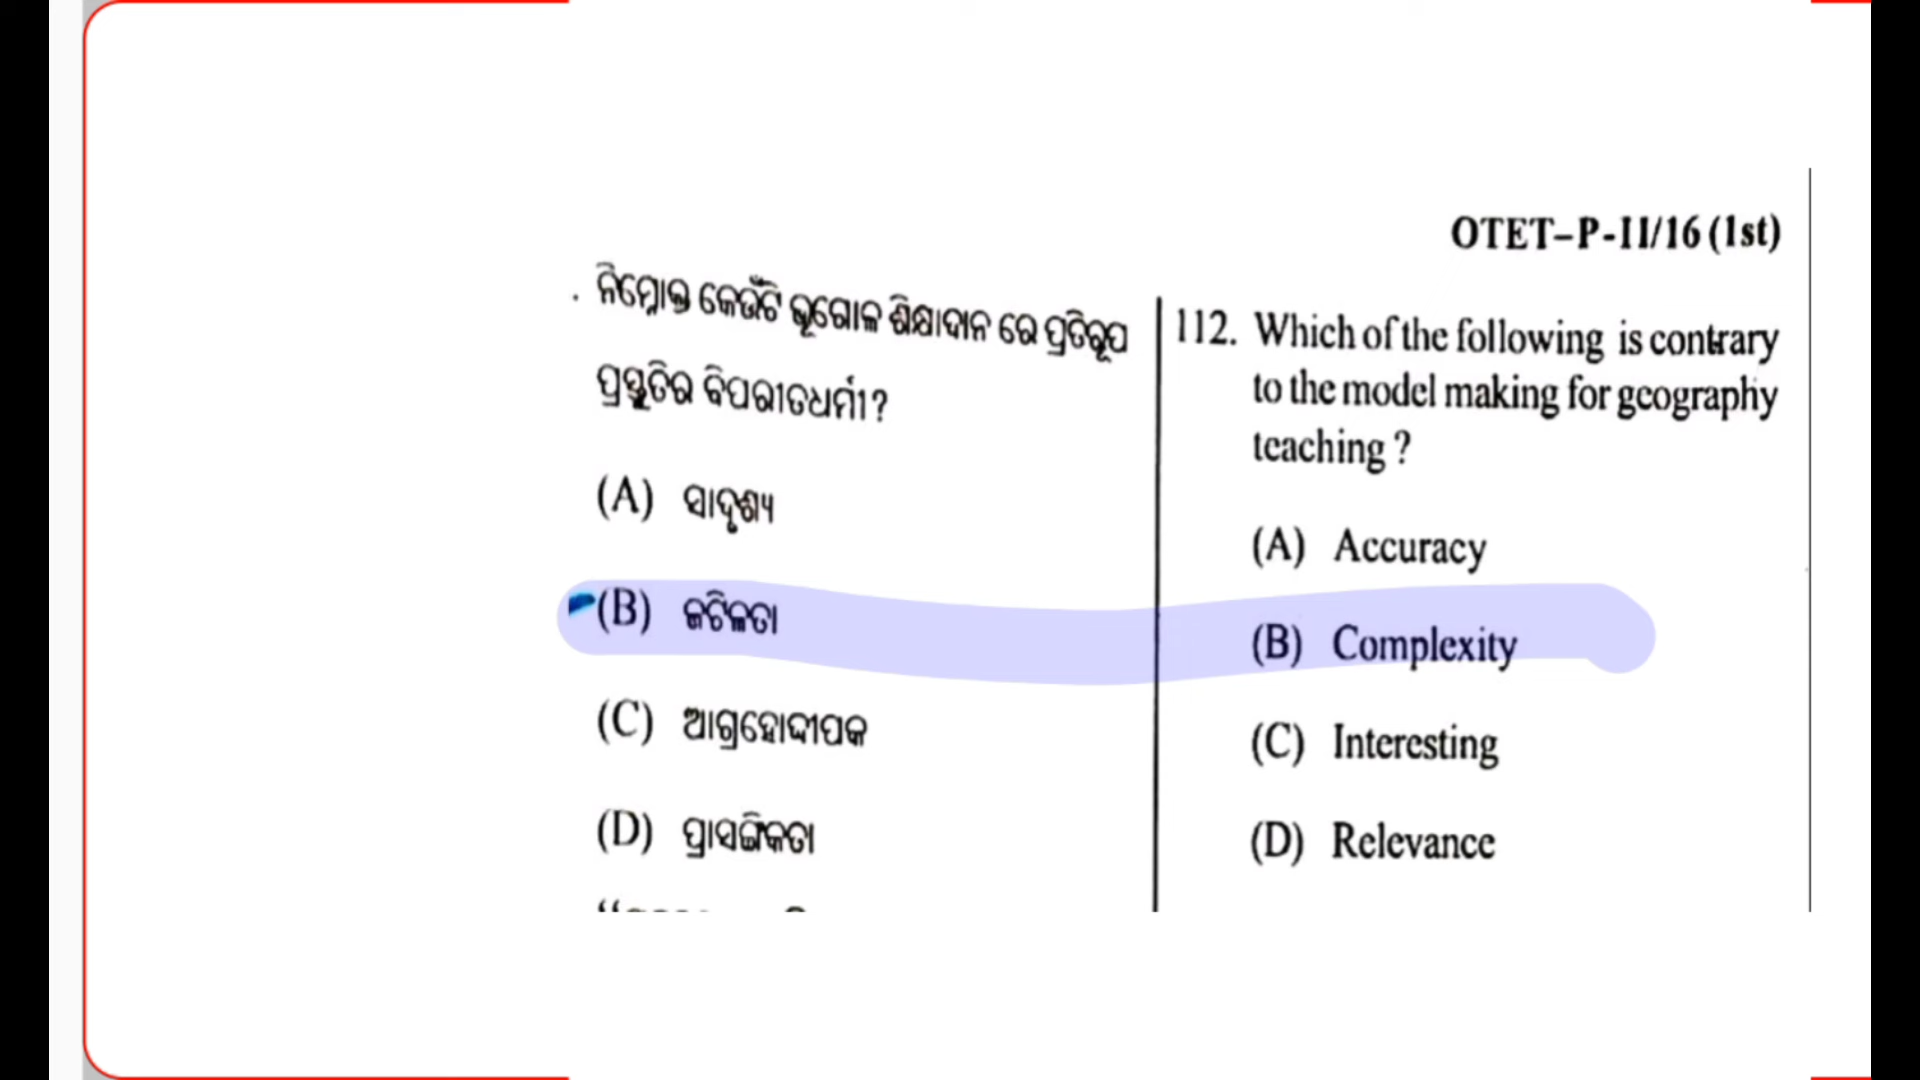 OTET–P-II/16 (1st)
. ନିମ୍ନୋକ୍ତ କେଉଁଟି ଭୂଗୋଳ ଶିକ୍ଷାଦାନ ରେ ପ୍ରତିରୂପ
ପ୍ରସ୍ତୁତିର ବିପରୀତଧର୍ମୀ?
(A) ସାଦୃଶ୍ୟ
(B) ଜଟିଳତା
(C) ଆଗ୍ରହୋଦ୍ଦୀପକ
(D) ପ୍ରାସଙ୍ଗିକତା
112. Which of the following is contrary
to the model making for geography
teaching ?
(A) Accuracy
(B) Complexity
(C) Interesting
(D) Relevance